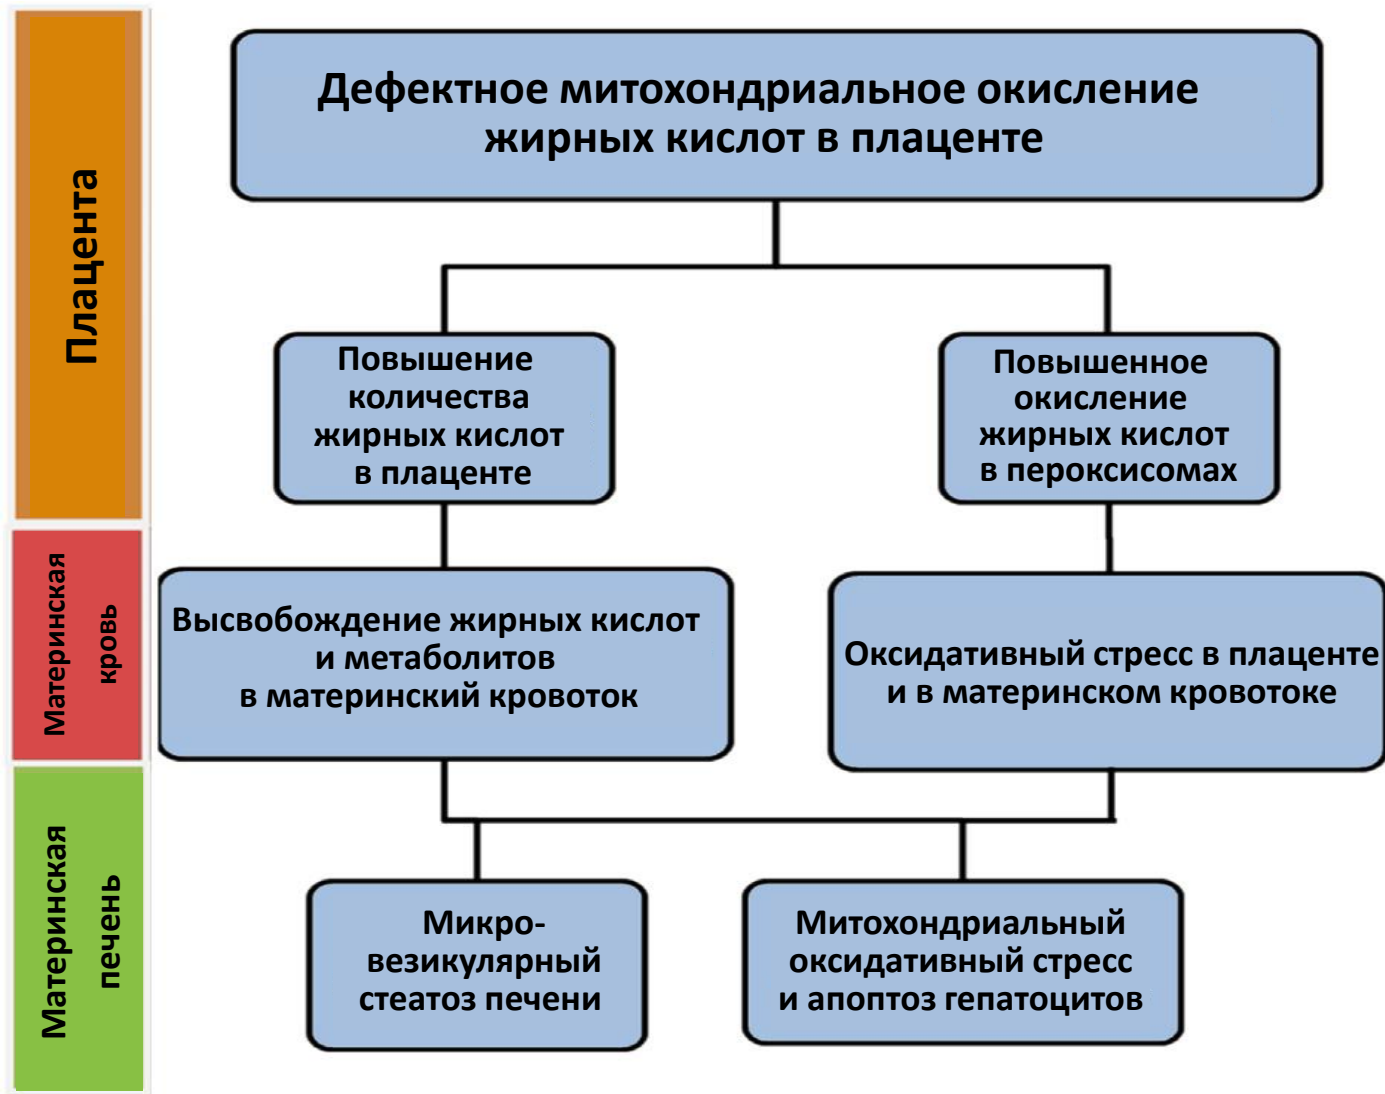 Плацента
Дефектное митохондриальное окисление
жирных кислот в плаценте
Повышение
количества
жирных кислот
в плаценте
Повышенное
окисление
жирных кислот
в пероксисомах
Материнская
кровь
Высвобождение жирных кислот
и метаболитов
в материнский кровоток
Оксидативный стресс в плаценте
и в материнском кровотоке
Материнская
печень
Микро-
везикулярный
стеатоз печени
Митохондриальный
оксидативный стресс
и апоптоз гепатоцитов